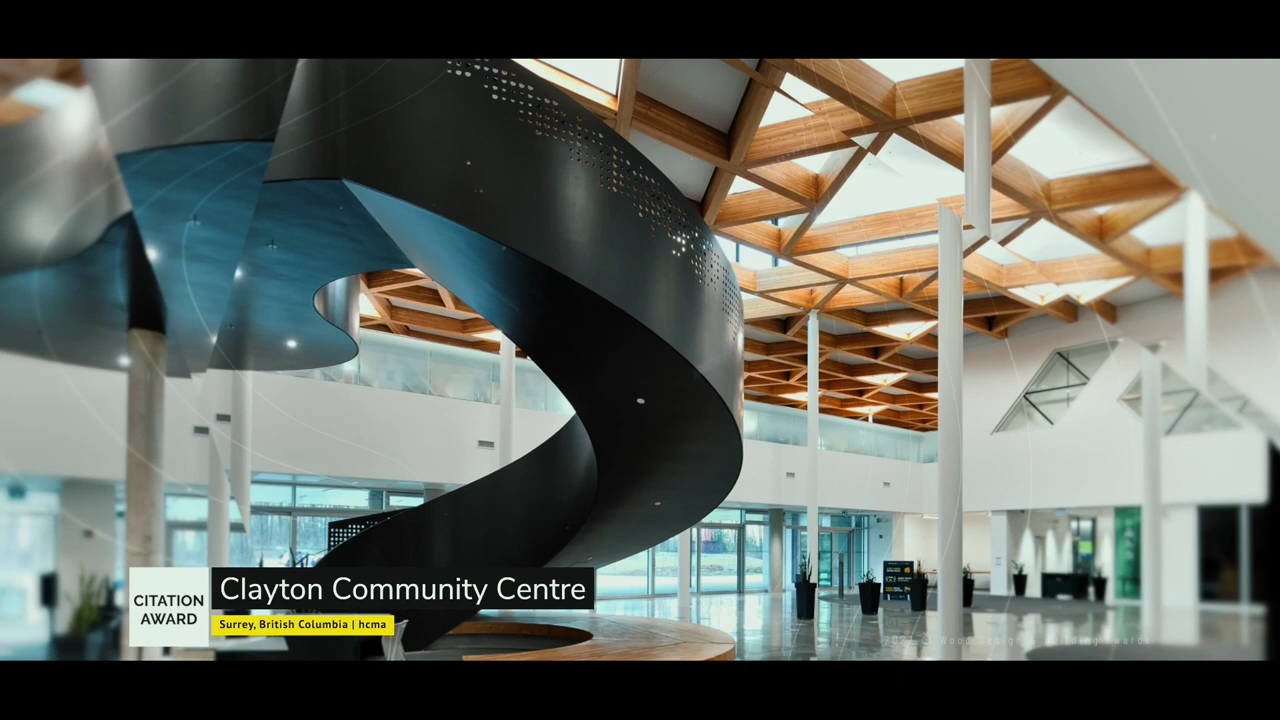 CITATION
AWARD
Clayton Community Centre
Surrey, British Columbia | hcma